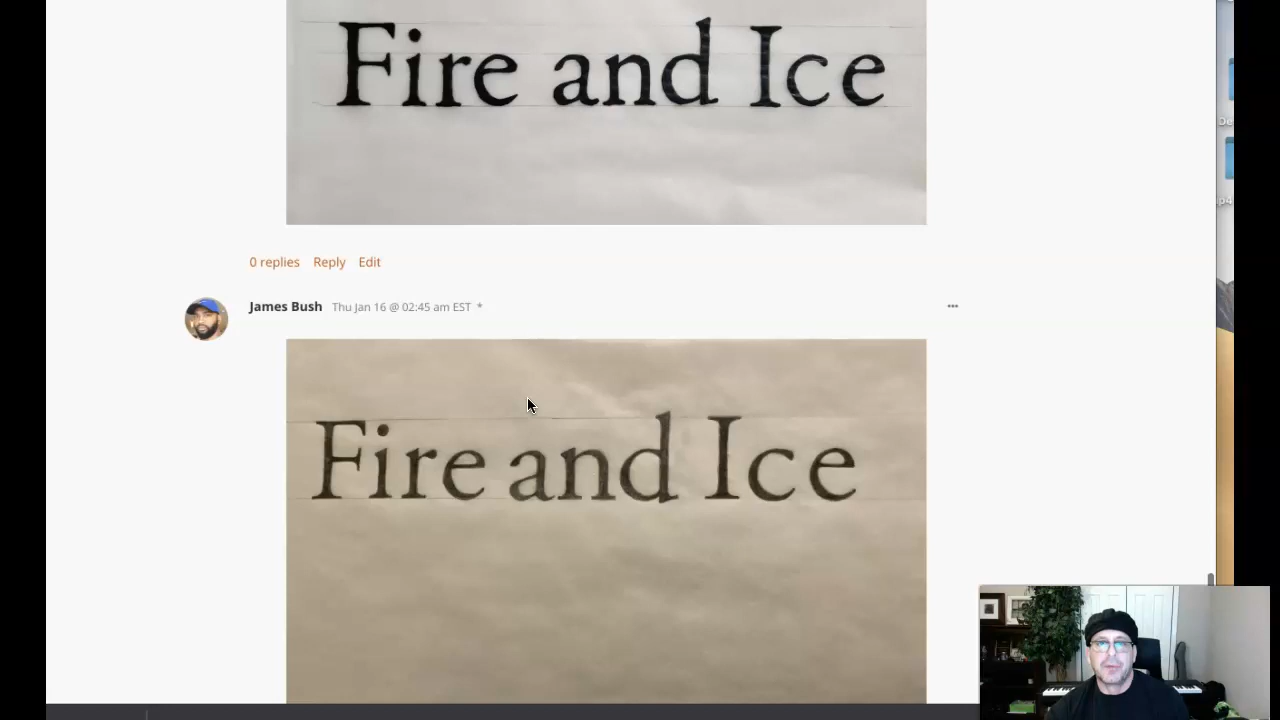 Fire and Ice
0 replies Reply Edit
James Bush Thu Jan 16 @ 02:45 am EST *
Fire and Ice